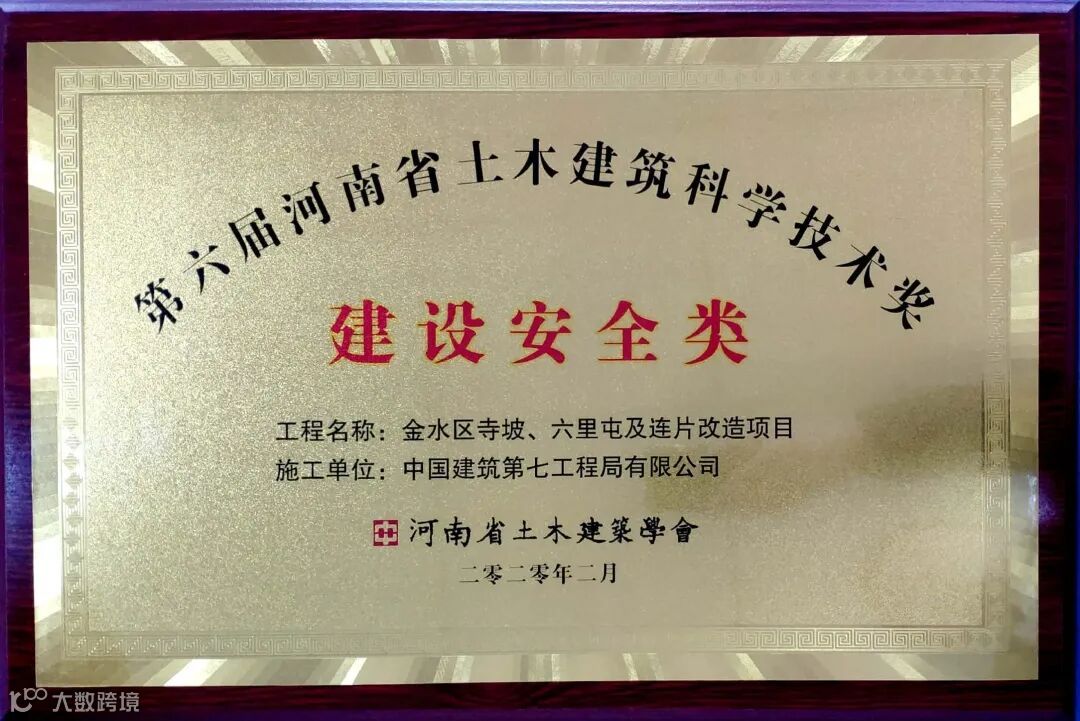 第六届河南省土木建筑科学技术奖
建设安全类
工程名称：金水区寺坡、六里屯及连片改造项目
施工单位：中国建筑第七工程局有限公司
河南省土木建築學會
二零二零年二月
大数跨境